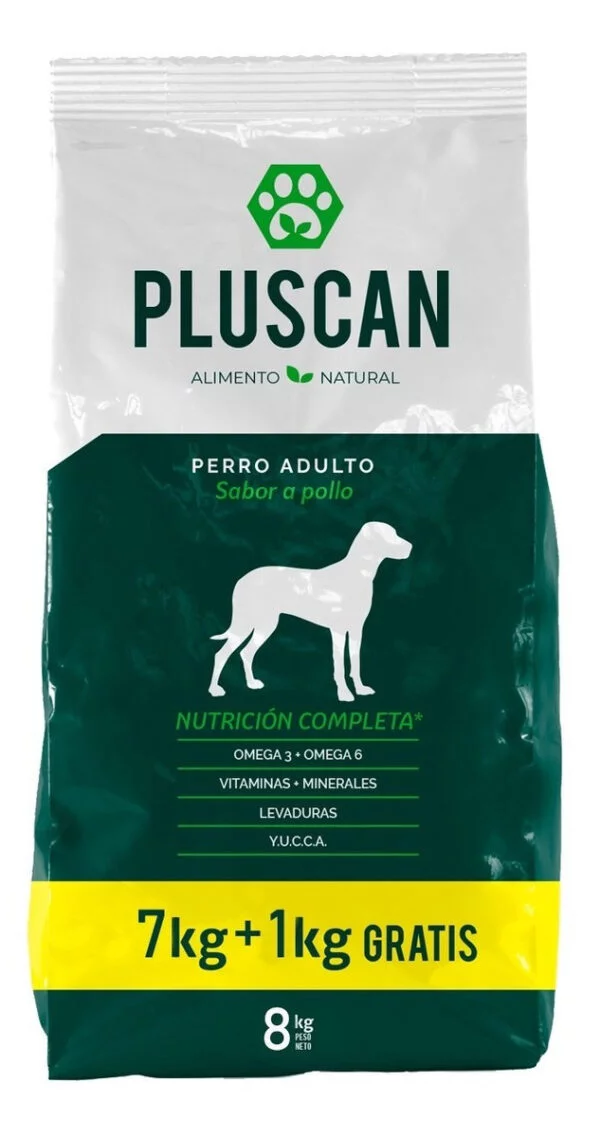 PLUSCAN
ALIMENTO NATURAL
PERRO ADULTO
Sabor a pollo
NUTRICIÓN COMPLETA*
OMEGA 3 + OMEGA 6
VITAMINAS + MINERALES
LEVADURAS
Y.U.C.C.A.
7kg + 1kg GRATIS
8 kg
PESO
NETO